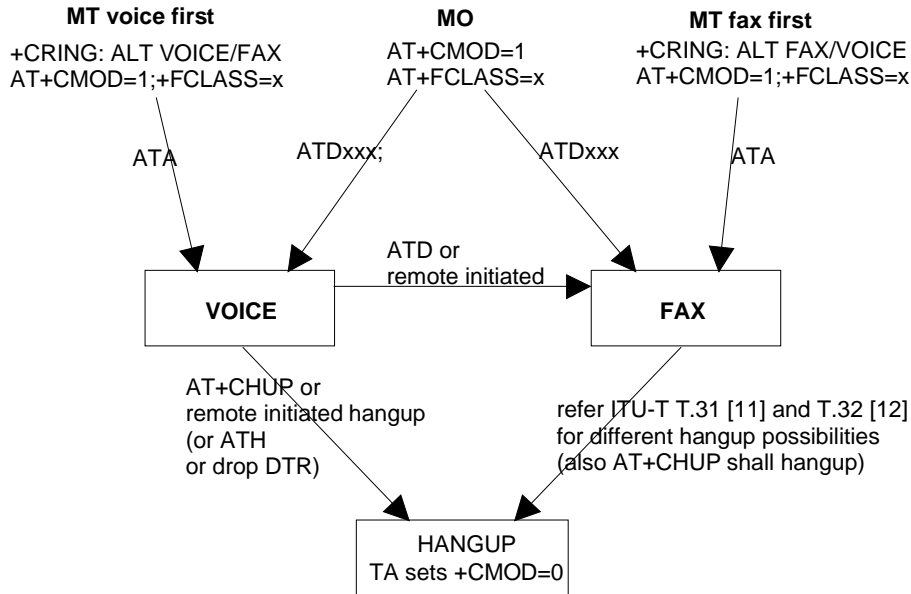 MT voice first
+CRING: ALT VOICE/FAX
AT+CMOD=1;+FCLASS=x
MO
AT+CMOD=1
AT+FCLASS=x
MT fax first
+CRING: ALT FAX/VOICE
AT+CMOD=1;+FCLASS=x
ATA
ATDxxx;
ATDxxx
ATA
ATD or
remote initiated
VOICE
FAX
AT+CHUP or
remote initiated hangup
(or ATH
or drop DTR)
refer ITU-T T.31 [11] and T.32 [12]
for different hangup possibilities
(also AT+CHUP shall hangup)
HANGUP
TA sets +CMOD=0